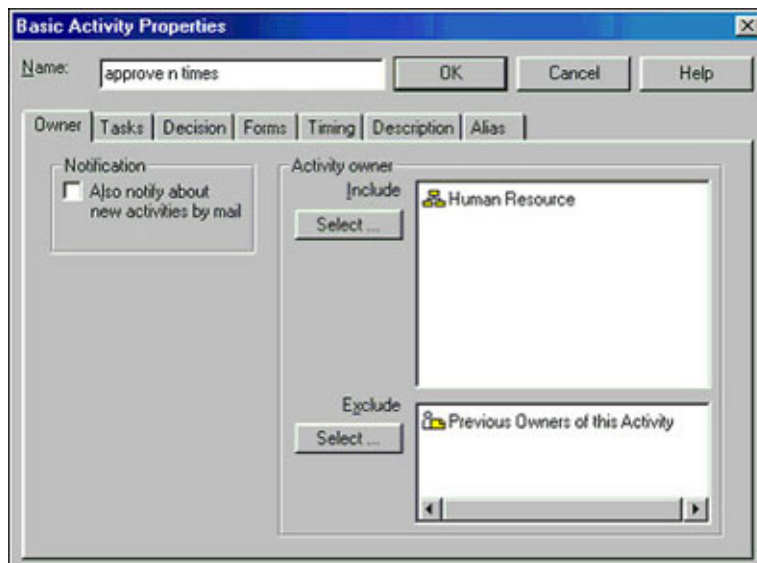 Basic Activity Properties
Name:
approve n times
OK
Cancel
Help
Owner
Tasks
Decision
Forms
Timing
Description
Alias
Notification
Also notify about
new activities by mail
Activity owner
Include
Select ...
Human Resource
Exclude
Select ...
Previous Owners of this Activity